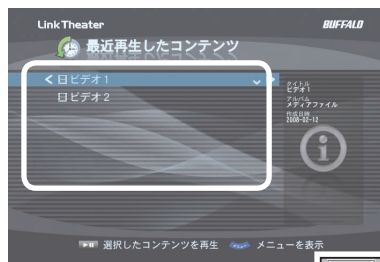 LinkTheater
BUFFALO
最近再生したコンテンツ
ビデオ1
ビデオ2
タイトル
ビデオ1
アルバム
メディアファイル
作成日時
2008-02-12
選択したコンテンツを再生 メニューを表示